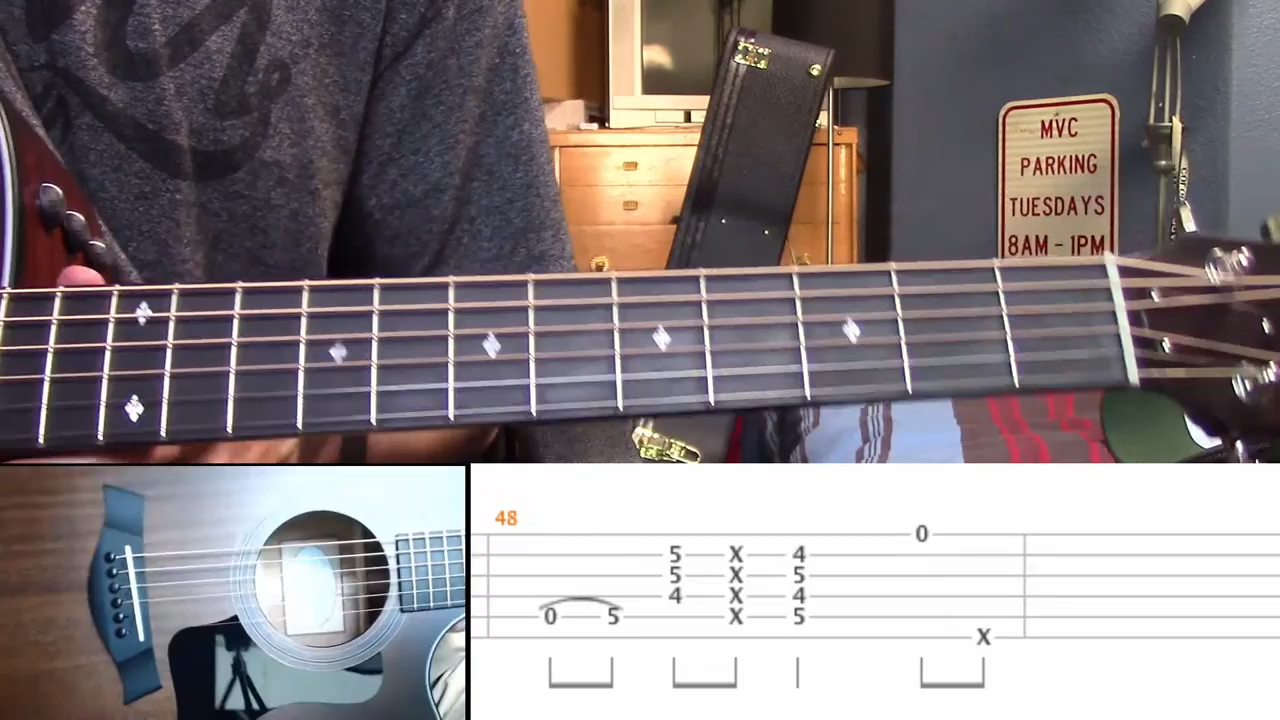 MVC
PARKING
TUESDAYS
8AM - 1PM
48
0
5 X 4
5 X 5
4 X 4
0 5 X 5
X